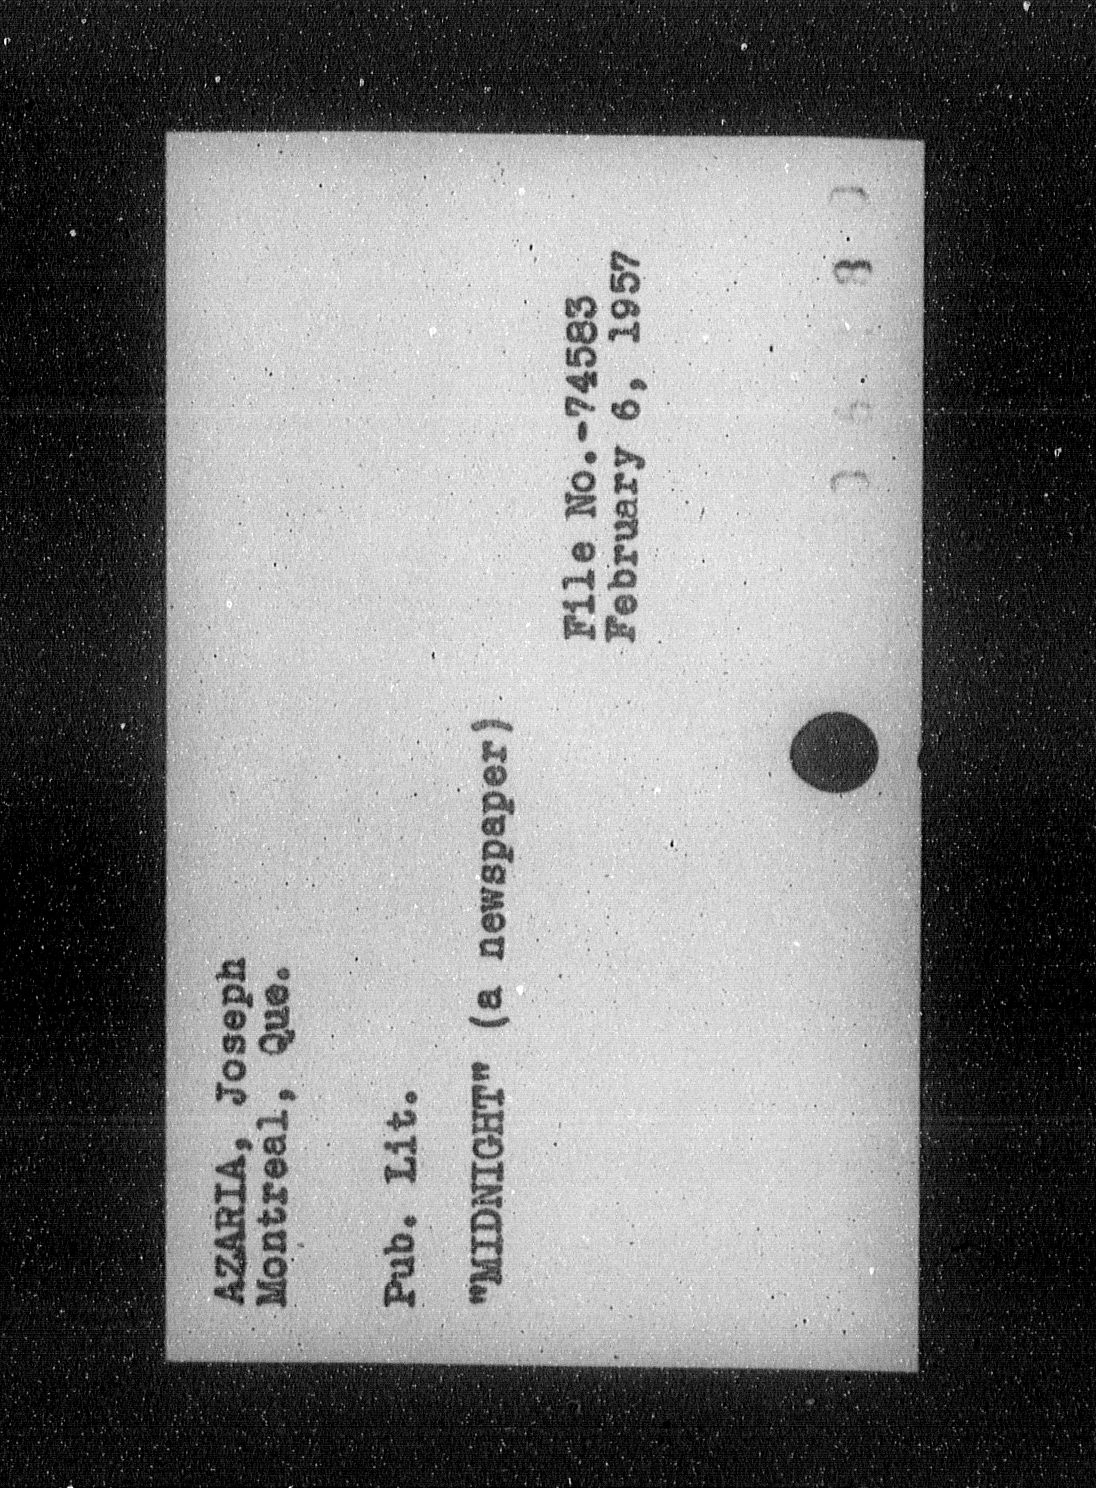 AZARIA, Joseph
Montreal, Que.
Pub. Lit.
"MIDNIGHT" (a newspaper)
File No.-74583
February 6, 1957